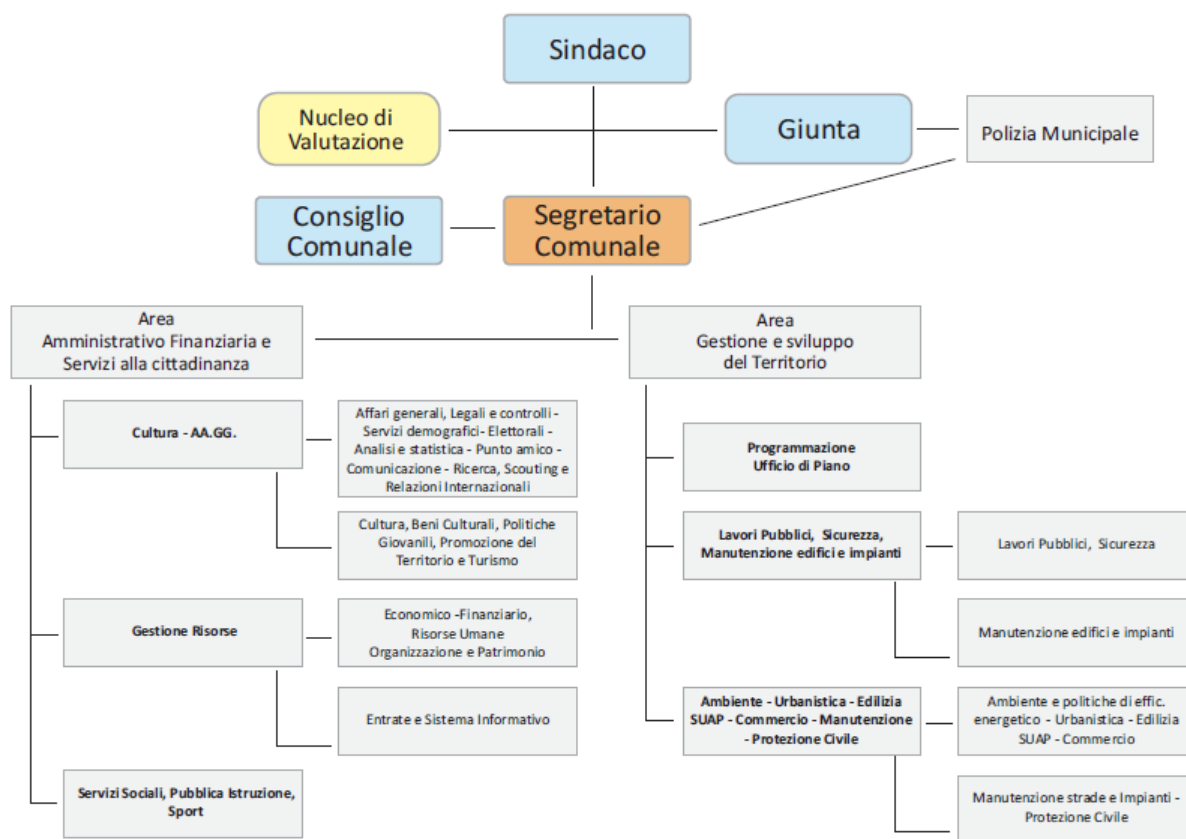 Sindaco
Nucleo di
Valutazione
Giunta
Polizia Municipale
Consiglio
Comunale
Segretario
Comunale
Area
Amministrativo Finanziaria e
Servizi alla cittadinanza
Area
Gestione e sviluppo
del Territorio
Cultura - AA.GG.
Affari generali, Legali e controlli -
Servizi demografici- Elettorali -
Analisi e statistica - Punto amico -
Comunicazione - Ricerca, Scouting e
Relazioni Internazionali
Cultura, Beni Culturali, Politiche
Giovanili, Promozione del
Territorio e Turismo
Gestione Risorse
Economico -Finanziario,
Risorse Umane
Organizzazione e Patrimonio
Entrate e Sistema Informativo
Servizi Sociali, Pubblica Istruzione,
Sport
Programmazione
Ufficio di Piano
Lavori Pubblici, Sicurezza,
Manutenzione edifici e impianti
Lavori Pubblici, Sicurezza
Manutenzione edifici e impianti
Ambiente - Urbanistica - Edilizia
SUAP - Commercio - Manutenzione
- Protezione Civile
Ambiente e politiche di effic.
energetico - Urbanistica - Edilizia
SUAP - Commercio
Manutenzione strade e Impianti -
Protezione Civile